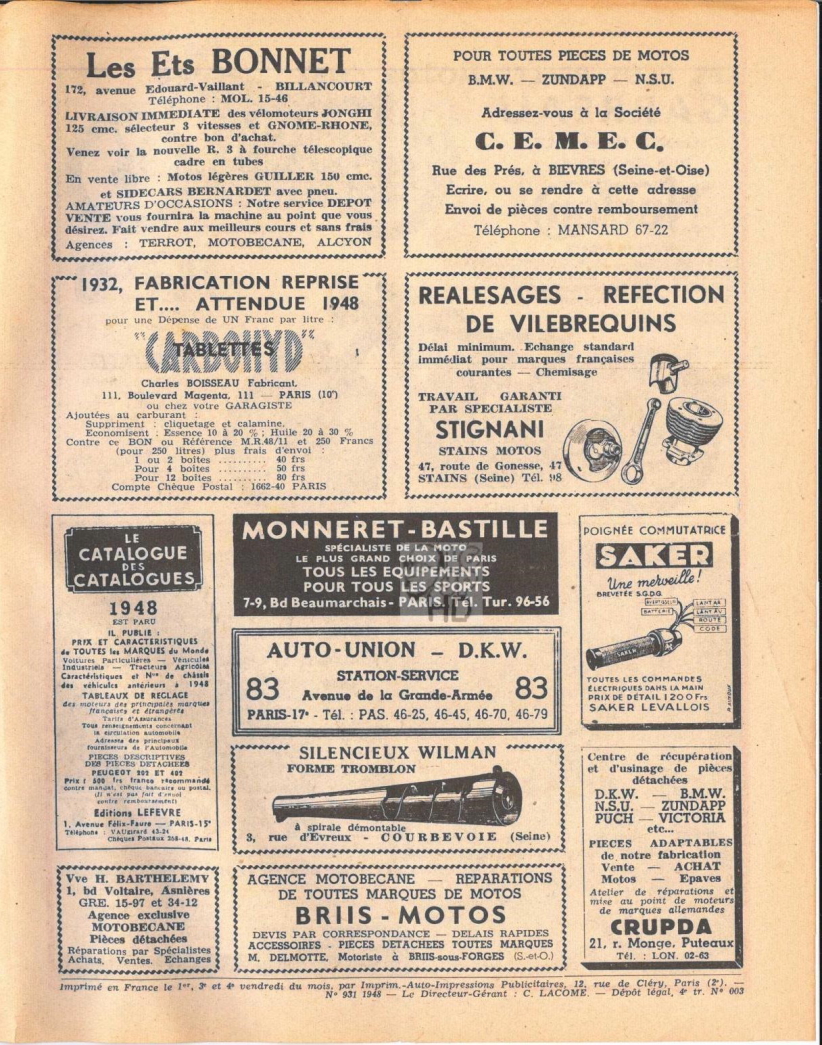 Les Ets BONNET
172, avenue Edouard-Vaillant - BILLANCOURT
Téléphone : MOL. 15-46
LIVRAISON IMMEDIATE des vélomoteurs JONGHI
125 cmc. sélecteur 3 vitesses et GNOME-RHONE,
contre bon d'achat.
Venez voir la nouvelle R. 3 à fourche télescopique
cadre en tubes
En vente libre : Motos légères GUILLER 150 cmc.
et SIDECARS BERNARDET avec pneu.
AMATEURS D'OCCASIONS : Notre service DEPOT
VENTE vous fournira la machine au point que vous
désirez. Fait vendre aux meilleurs cours et sans frais
Agences : TERROT, MOTOBECANE, ALCYON
POUR TOUTES PIECES DE MOTOS
B.M.W. — ZUNDAPP — N.S.U.
Adressez-vous à la Société
C. E. M. E. C.
Rue des Prés, à BIEVRES (Seine-et-Oise)
Ecrire, ou se rendre à cette adresse
Envoi de pièces contre remboursement
Téléphone : MANSARD 67-22
1932, FABRICATION REPRISE
ET.... ATTENDUE 1948
pour une Dépense de UN Franc par litre :
"CARBOHYD"
TABLETTES
Charles BOISSEAU Fabricant,
111, Boulevard Magenta, 111 — PARIS (10e)
ou chez votre GARAGISTE
Ajoutées au carburant :
Suppriment : cliquetage et calamine,
Economisent : Essence 10 à 20 % ; Huile 20 à 30 %
Contre ce BON ou Référence M.R.48/11 et 250 Francs
(pour 250 litres) plus frais d'envoi :
1 ou 2 boîtes .......... 40 frs
Pour 4 boîtes .......... 50 frs
Pour 12 boîtes .......... 80 frs
Compte Chèque Postal : 1662-40 PARIS
REALESAGES - REFECTION
DE VILEBREQUINS
Délai minimum. Echange standard
immédiat pour marques françaises
courantes — Chemisage
TRAVAIL GARANTI
PAR SPECIALISTE
STIGNANI
STAINS MOTOS
47, route de Gonesse, 47
STAINS (Seine) Tél. 98
LE
CATALOGUE
DES
CATALOGUES
1948
EST PARU
IL PUBLIE :
PRIX ET CARACTERISTIQUES
de TOUTES les MARQUES du Monde
Voitures Particulières — Véhicules
Industriels — Tracteurs Agricoles
Caractéristiques et Nos de châssis
des véhicules antérieurs à 1948
TABLEAUX DE REGLAGE
des moteurs des principales marques
françaises et étrangères
Tarifs d'Assurances
Tous renseignements concernant
la circulation automobile
Adresses des principaux
fournisseurs de l'Automobile
PIECES DESCRIPTIVES
DES PIECES DETACHEES
PEUGEOT 202 ET 402
Prix : 600 frs franco recommandé
contre mandat, chèque bancaire ou postal.
(Il n'est pas fait d'envoi
contre remboursement)
Editions LEFEVRE
1, Avenue Félix-Faure — PARIS-15e
Téléphone : VAUgirard 43-24
Chèques Postaux 258-48, Paris
MONNERET-BASTILLE
SPÉCIALISTE DE LA MOTO
LE PLUS GRAND CHOIX DE PARIS
TOUS LES EQUIPEMENTS
POUR TOUS LES SPORTS
7-9, Bd Beaumarchais - PARIS. Tél. Tur. 96-56
AUTO-UNION — D.K.W.
STATION-SERVICE
83 Avenue de la Grande-Armée 83
PARIS-17e - Tél. : PAS. 46-25, 46-45, 46-70, 46-79
POIGNÉE COMMUTATRICE
SAKER
Une merveille!
BREVETÉE S.G.D.G.
AVERTISSEUR
BATTERIE
LANT. AR
LANT. AV
ROUTE
CODE
SAKER
TOUTES LES COMMANDES
ÉLECTRIQUES DANS LA MAIN
PRIX DE DÉTAIL 1200 Frs
SAKER LEVALLOIS
SILENCIEUX WILMAN
FORME TROMBLON
à spirale démontable
3, rue d'Evreux - COURBEVOIE (Seine)
Centre de récupération
et d'usinage de pièces
détachées
D.K.W. — B.M.W.
N.S.U. — ZUNDAPP
PUCH — VICTORIA
etc...
PIECES ADAPTABLES
de notre fabrication
Vente — ACHAT
Motos — Epaves
Atelier de réparations et
mise au point de moteurs
de marques allemandes
CRUPDA
21, r. Monge, Puteaux
Tél. : LON. 02-63
Vve H. BARTHELEMY
1, bd Voltaire, Asnières
GRE. 15-97 et 34-12
Agence exclusive
MOTOBECANE
Pièces détachées
Réparations par Spécialistes
Achats, Ventes, Echanges
AGENCE MOTOBECANE — REPARATIONS
DE TOUTES MARQUES DE MOTOS
BRIIS - MOTOS
DEVIS PAR CORRESPONDANCE — DELAIS RAPIDES
ACCESSOIRES - PIECES DETACHEES TOUTES MARQUES
M. DELMOTTE, Motoriste à BRIIS-sous-FORGES (S.-et-O.)
Imprimé en France le 1er, 3e et 4e vendredi du mois, par Imprim.-Auto-Impressions Publicitaires, 12, rue de Cléry, Paris (2e). —
N° 931 1948 — Le Directeur-Gérant : C. LACOME. — Dépôt légal, 4e tr. N° 003